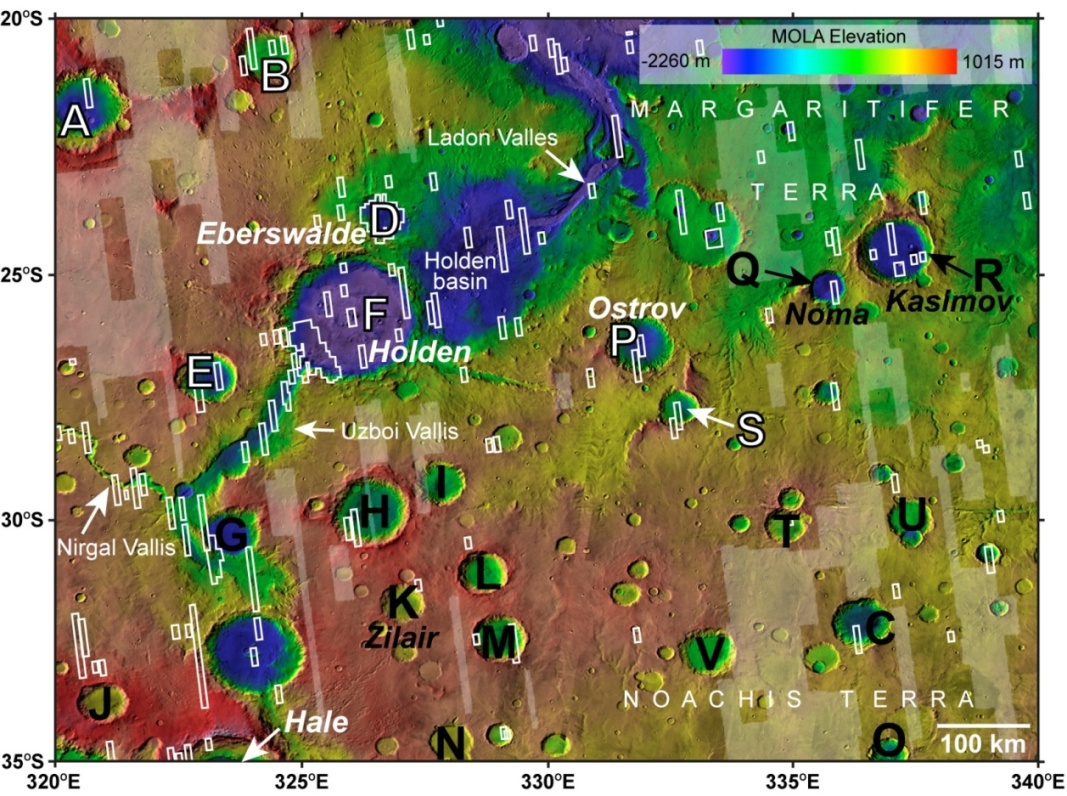 20°S
B
MOLA Elevation
-2260 m
1015 m
A
M A R G A R I T I F E R
Ladon Valles
T E R R A
D
Eberswalde
25°S
Holden
basin
Q
R
F
Ostrov
Noma
Kasimov
P
Holden
E
Uzboi Vallis
S
I
H
Nirgal Vallis
30°S
G
T
U
L
K
Zilair
M
V
C
N O A C H I S T E R R A
J
Hale
N
O
100 km
35°S
320°E
325°E
330°E
335°E
340°E